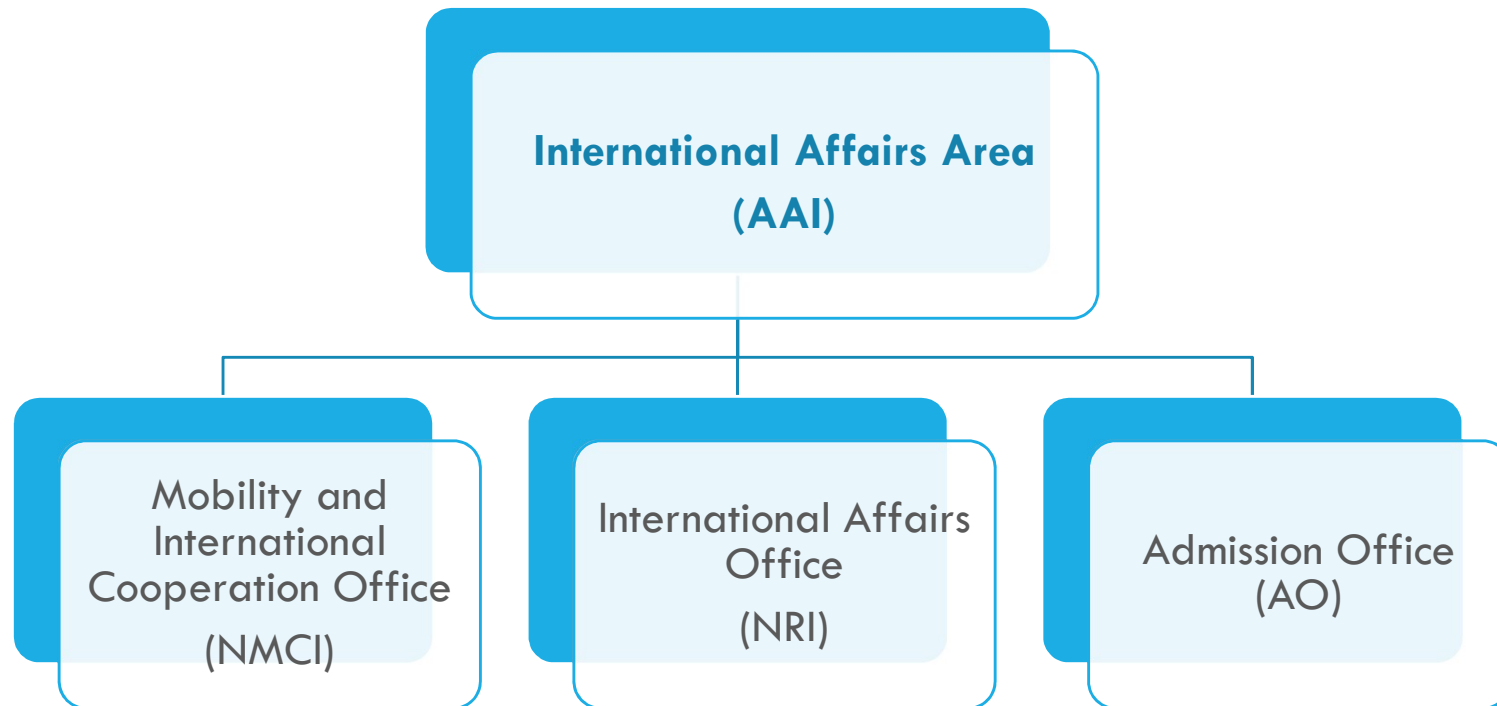 International Affairs Area
(AAI)
Mobility and
International
Cooperation Office
(NMCI)
International Affairs
Office
(NRI)
Admission Office
(AO)